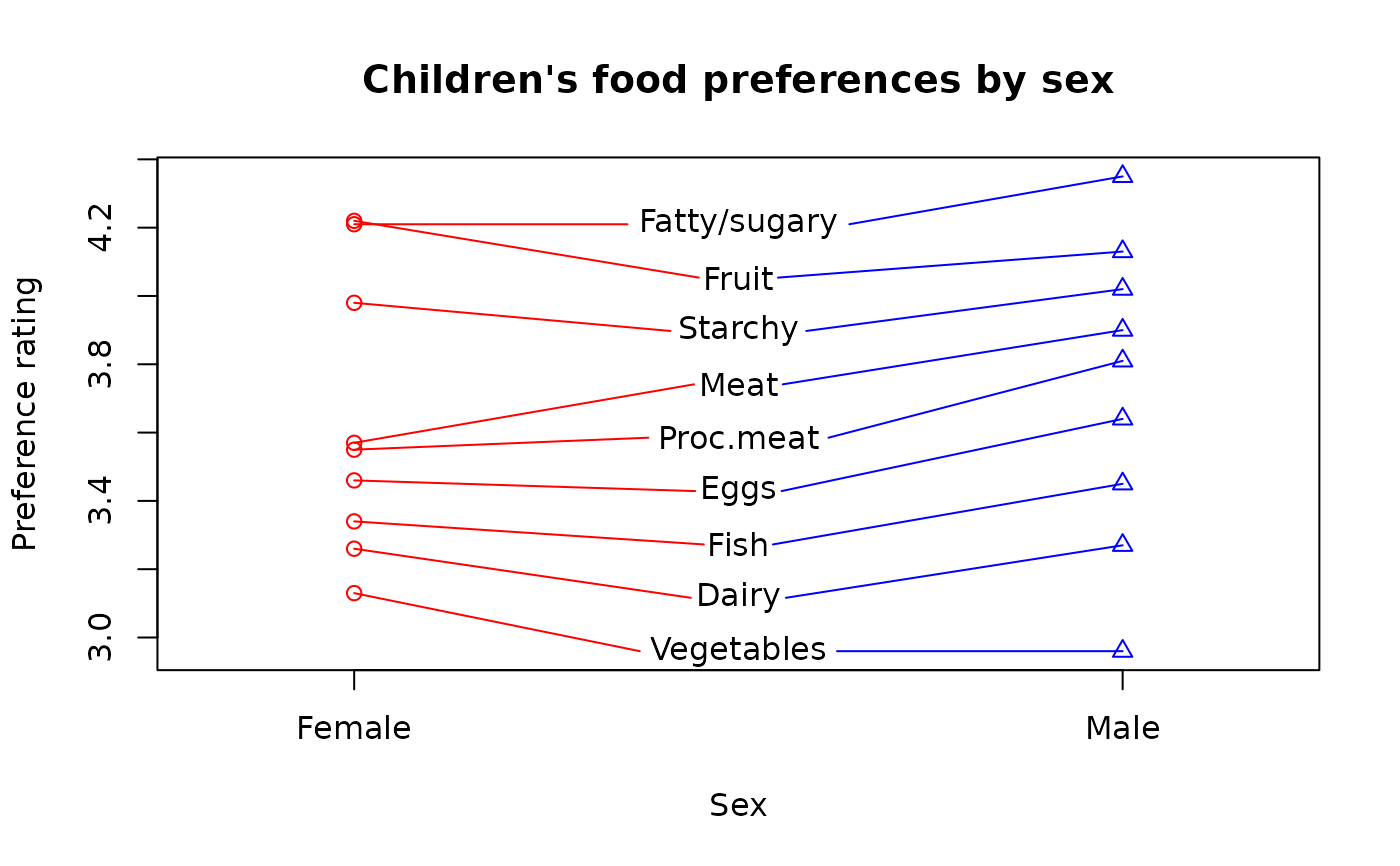 Children's food preferences by sex
Preference rating
4.2
3.8
3.4
3.0
Fatty/sugary
Fruit
Starchy
Meat
Proc.meat
Eggs
Fish
Dairy
Vegetables
Female
Male
Sex